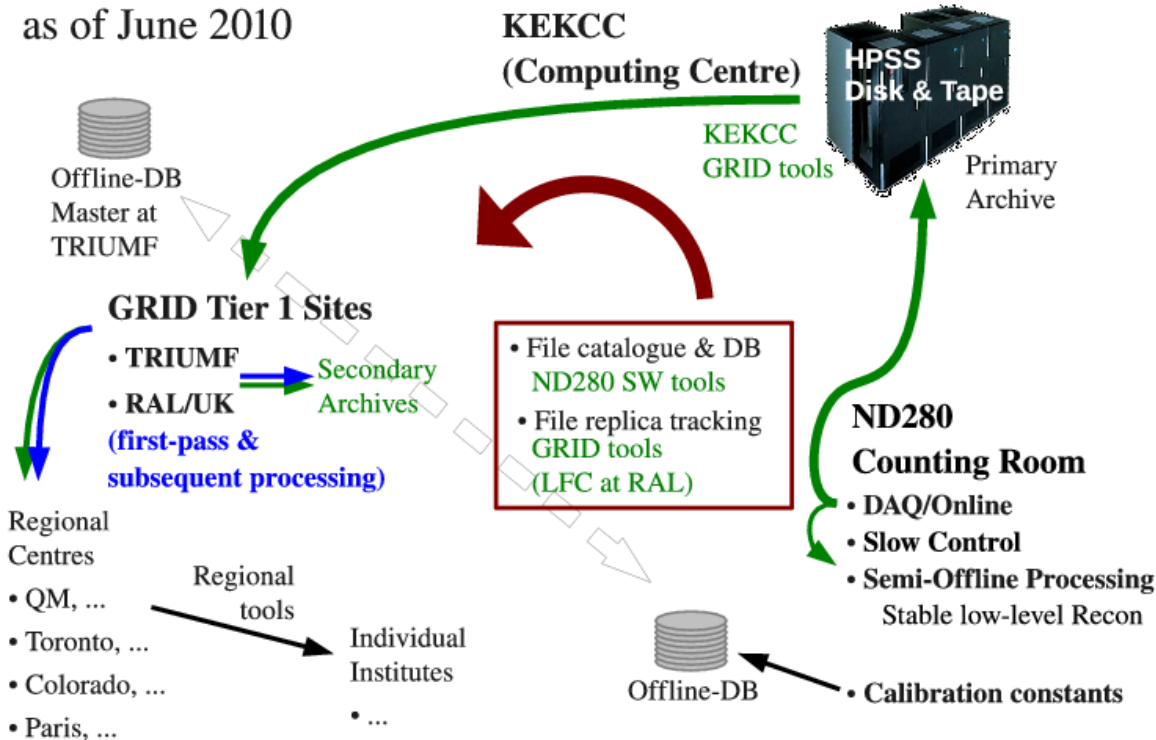 as of June 2010
KEKCC
(Computing Centre)
HPSS
Disk & Tape
KEKCC
GRID tools
Primary
Archive
Offline-DB
Master at
TRIUMF
GRID Tier 1 Sites
• TRIUMF
• RAL/UK
(first-pass &
subsequent processing)
Secondary
Archives
• File catalogue & DB
ND280 SW tools
• File replica tracking
GRID tools
(LFC at RAL)
ND280
Counting Room
• DAQ/Online
• Slow Control
• Semi-Offline Processing
Stable low-level Recon
• Calibration constants
Offline-DB
Regional
Centres
• QM, ...
• Toronto, ...
• Colorado, ...
• Paris, ...
Regional
tools
Individual
Institutes
• ...